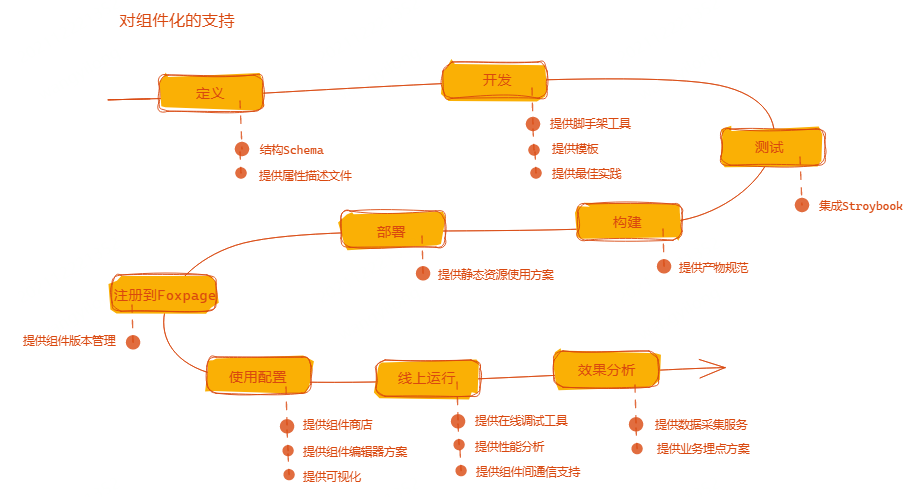 对组件化的支持
定义
结构Schema
提供属性描述文件
开发
提供脚手架工具
提供模板
提供最佳实践
测试
集成Stroybook
构建
提供产物规范
部署
提供静态资源使用方案
注册到Foxpage
提供组件版本管理
使用配置
提供组件商店
提供组件编辑器方案
提供可视化
线上运行
提供在线调试工具
提供性能分析
提供组件间通信支持
效果分析
提供数据采集服务
提供业务埋点方案